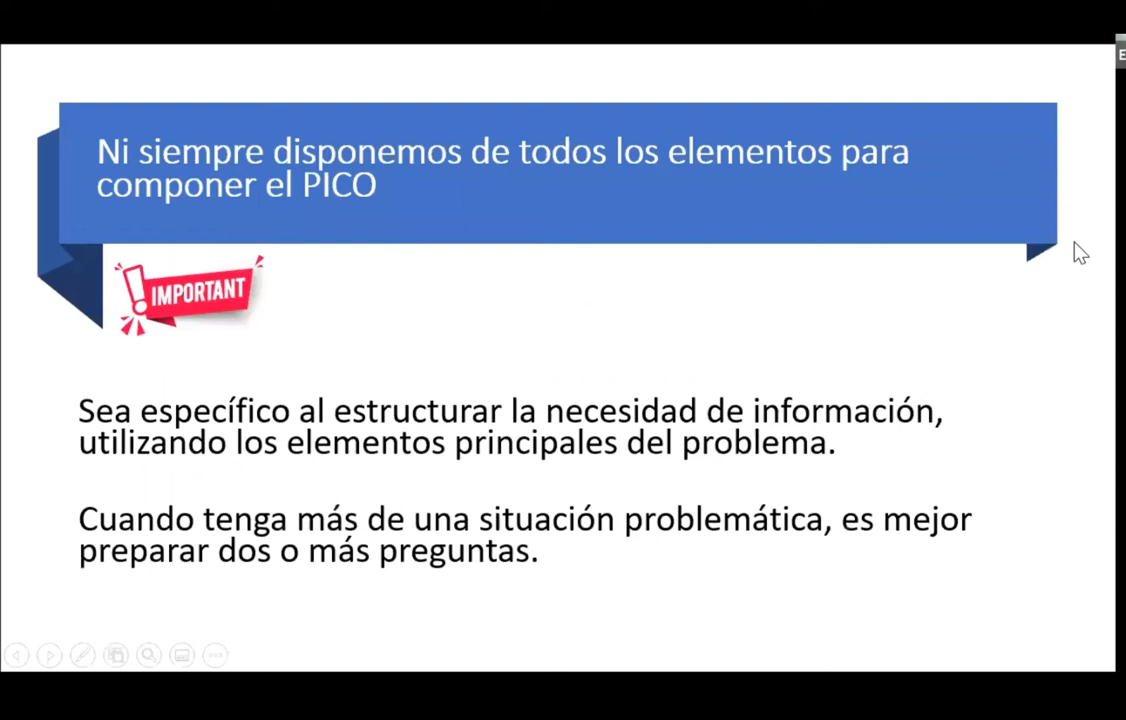 Ni siempre disponemos de todos los elementos para
componer el PICO
IMPORTANT
Sea específico al estructurar la necesidad de información,
utilizando los elementos principales del problema.
Cuando tenga más de una situación problemática, es mejor
preparar dos o más preguntas.
E